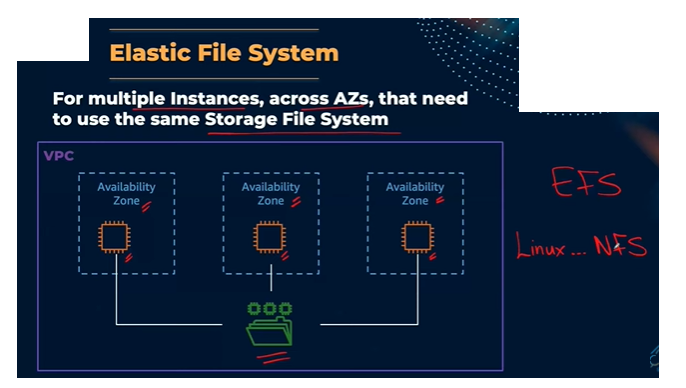 Elastic File System
For multiple Instances, across AZs, that need
to use the same Storage File System
VPC
Availability
Zone
Availability
Zone
Availability
Zone
EFS
Linux... NFS